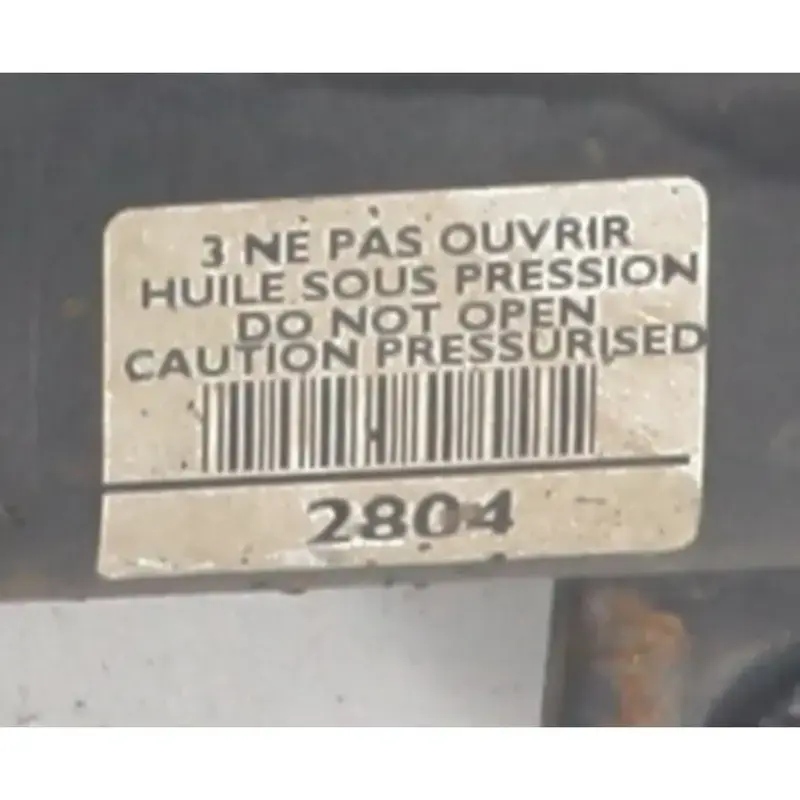 3 NE PAS OUVRIR
HUILE SOUS PRESSION
DO NOT OPEN
CAUTION PRESSURISED
2804